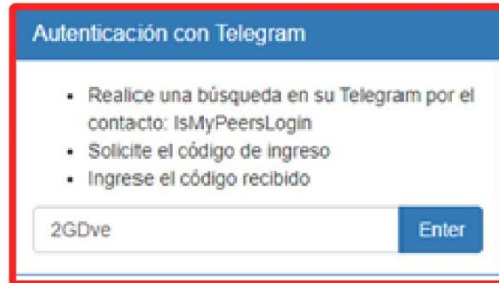 Autenticación con Telegram
• Realice una búsqueda en su Telegram por el
contacto: IsMyPeersLogin
• Solicite el código de ingreso
• Ingrese el código recibido
2GDve
Enter